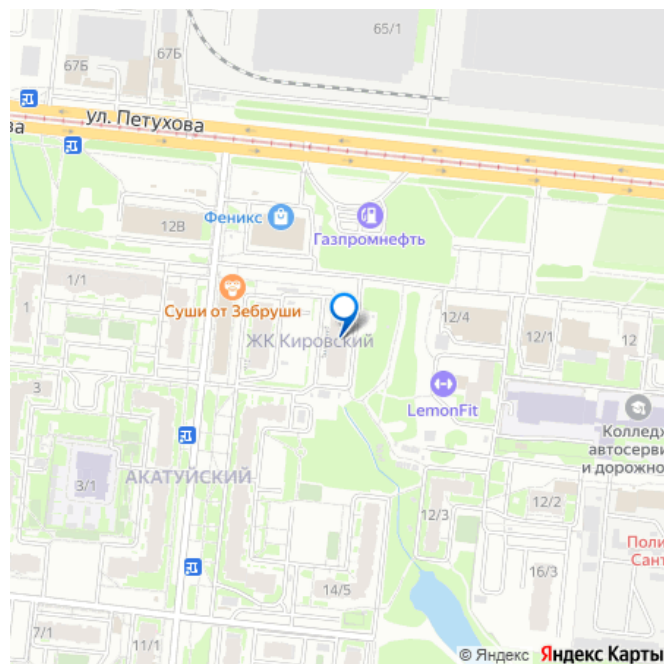 65/1
67Б
67Б
ул. Петухова
ва
12В
Феникс
Газпромнефть
1/1
1
Суши от Зебруши
ЖК Кировский
12/4
12/1
12
3
LemonFit
Колледж
автосерви
и дорожно
АКАТУЙСКИЙ
3/1
12/3
12/2
Поли
Сант
16/3
14/5
7/1
11/1
© Яндекс Яндекс Карты